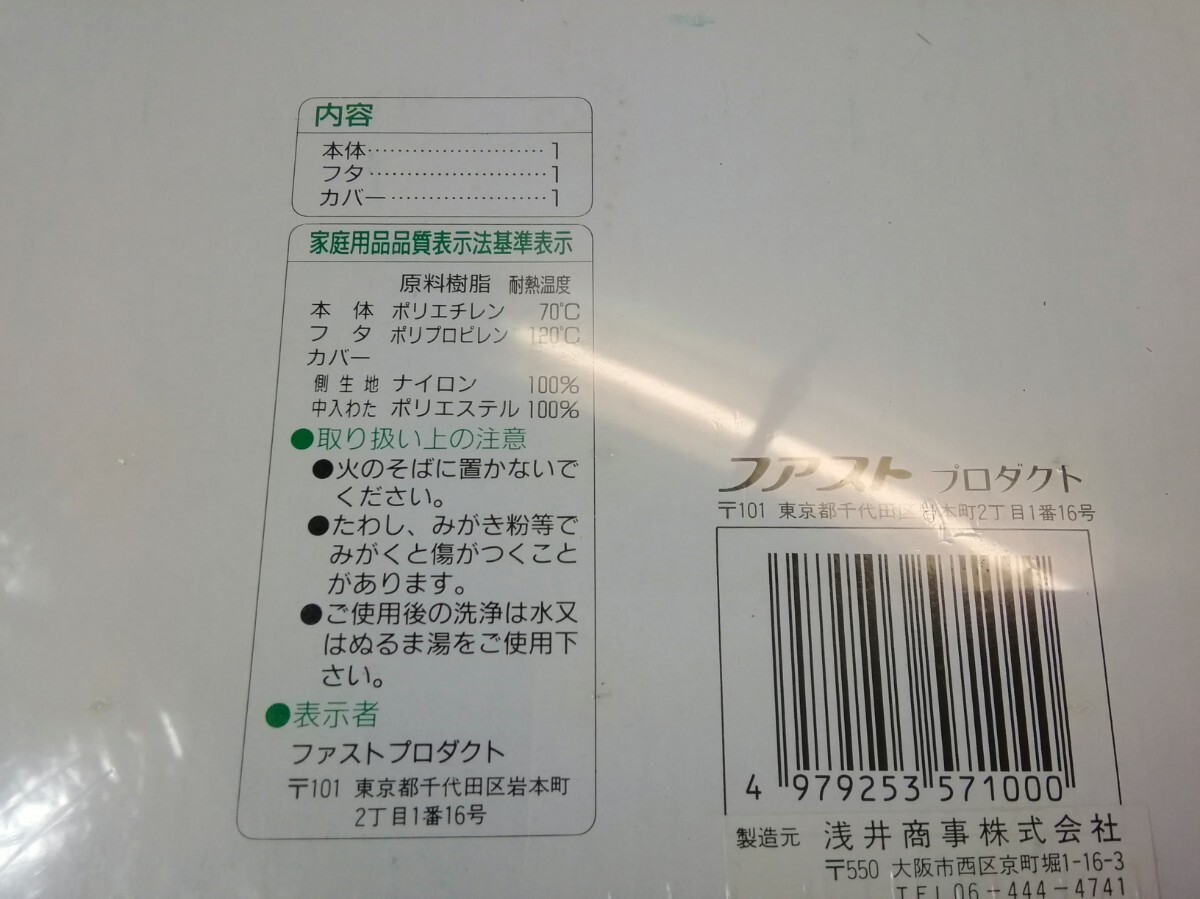 内容
本体……………………1
フタ……………………1
カバー…………………1
家庭用品品質表示法基準表示
原料樹脂 耐熱温度
本体 ポリエチレン 70℃
フタ ポリプロピレン 120℃
カバー
側生地 ナイロン 100%
中入わた ポリエステル 100%
●取り扱い上の注意
●火のそばに置かないで
ください。
●たわし、みがき粉等で
みがくと傷がつくこと
があります。
●ご使用後の洗浄は水又
はぬるま湯をご使用下
さい。
●表示者
ファストプロダクト
〒101 東京都千代田区岩本町
2丁目1番16号
ファスト プロダクト
〒101 東京都千代田区岩本町2丁目1番16号
4 979253 571000
製造元 浅井商事株式会社
〒550 大阪市西区京町堀1-16-3
TEL06-444-4741